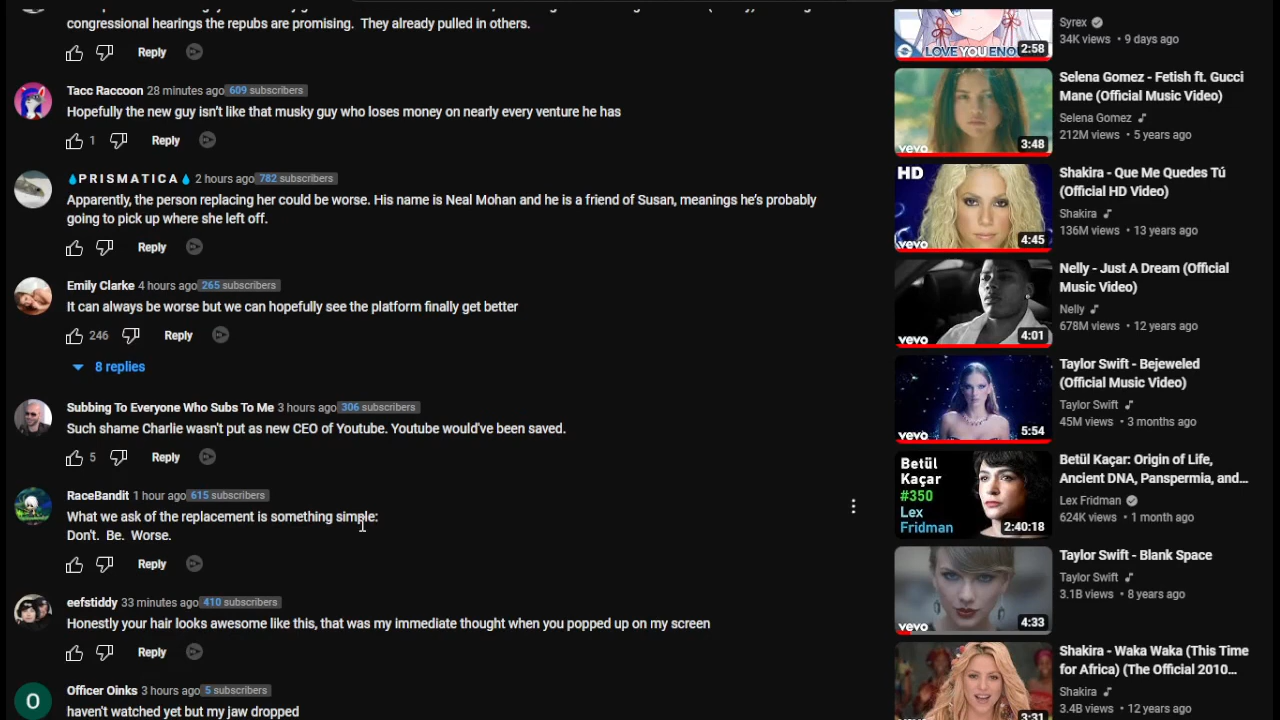 congressional hearings the repubs are promising.  They already pulled in others.
Reply
Tacc Raccoon 28 minutes ago 609 subscribers
Hopefully the new guy isn't like that musky guy who loses money on nearly every venture he has
1 Reply
💧P R I S M A T I C A 💧 2 hours ago 782 subscribers
Apparently, the person replacing her could be worse. His name is Neal Mohan and he is a friend of Susan, meanings he's probably
going to pick up where she left off.
Reply
Emily Clarke 4 hours ago 265 subscribers
It can always be worse but we can hopefully see the platform finally get better
246 Reply
8 replies
Subbing To Everyone Who Subs To Me 3 hours ago 306 subscribers
Such shame Charlie wasn't put as new CEO of Youtube. Youtube would've been saved.
5 Reply
RaceBandit 1 hour ago 615 subscribers
What we ask of the replacement is something simple:
Don't.  Be.  Worse.
Reply
eefstiddy 33 minutes ago 410 subscribers
Honestly your hair looks awesome like this, that was my immediate thought when you popped up on my screen
Reply
O
Officer Oinks 3 hours ago 5 subscribers
haven't watched yet but my jaw dropped
LOVE YOU ENO
2:58
Syrex
34K views • 9 days ago
vevo
3:48
Selena Gomez - Fetish ft. Gucci
Mane (Official Music Video)
Selena Gomez
212M views • 5 years ago
HD
vevo
4:45
Shakira - Que Me Quedes Tú
(Official HD Video)
Shakira
136M views • 13 years ago
vevo
4:01
Nelly - Just A Dream (Official
Music Video)
Nelly
678M views • 12 years ago
vevo
5:54
Taylor Swift - Bejeweled
(Official Music Video)
Taylor Swift
45M views • 3 months ago
Betül
Kaçar
#350
Lex
Fridman
2:40:18
Betül Kaçar: Origin of Life,
Ancient DNA, Panspermia, and...
Lex Fridman
624K views • 1 month ago
vevo
4:33
Taylor Swift - Blank Space
Taylor Swift
3.1B views • 8 years ago
3:31
Shakira - Waka Waka (This Time
for Africa) (The Official 2010...
Shakira
3.4B views • 12 years ago